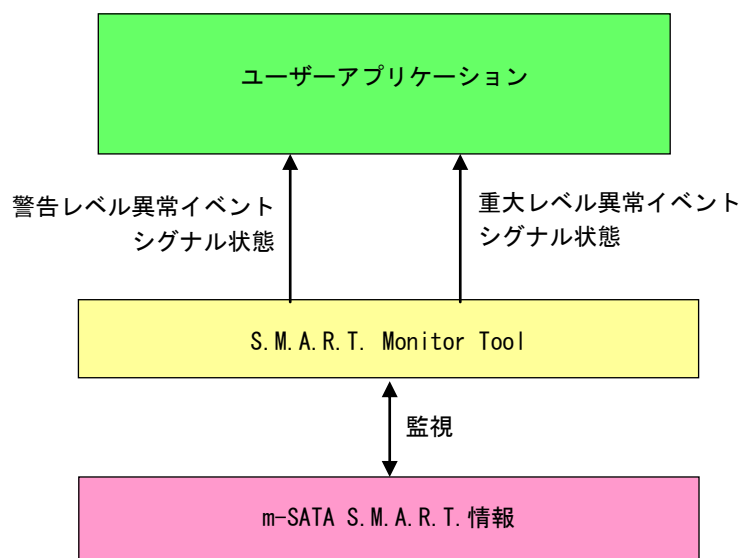 ユーザーアプリケーション
警告レベル異常イベント
シグナル状態
重大レベル異常イベント
シグナル状態
S.M.A.R.T. Monitor Tool
監視
m-SATA S.M.A.R.T.情報